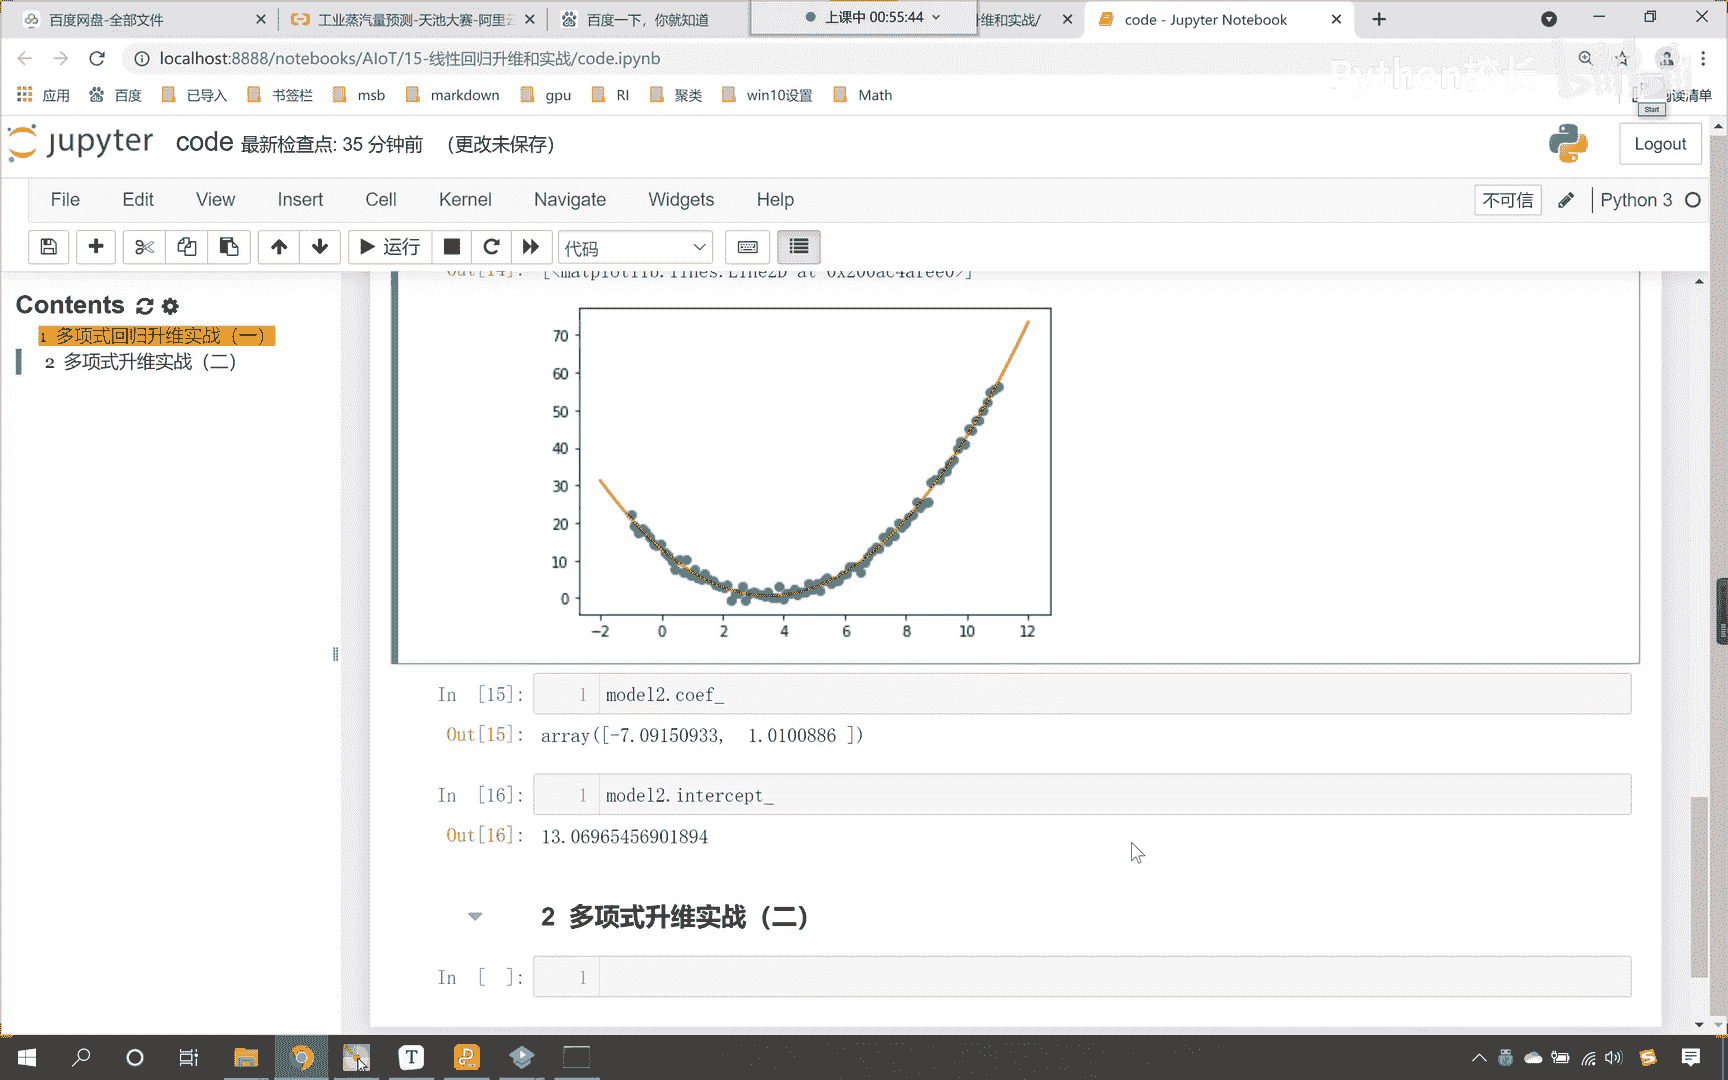 百度网盘-全部文件
工业蒸汽量预测-天池大赛-阿里云
百度一下，你就知道
上课中 00:55:44
维和实战/
code - Jupyter Notebook
localhost:8888/notebooks/AIoT/15-线性回归升维和实战/code.ipynb
应用 百度 已导入 书签栏 msb markdown gpu RI 聚类 win10设置 Math
Python校长
阅读清单
Start
jupyter code 最新检查点: 35 分钟前 (更改未保存)
Logout
File Edit View Insert Cell Kernel Navigate Widgets Help
不可信 Python 3
运行 代码
Contents
1 多项式回归升维实战（一）
2 多项式升维实战（二）
Out[14]: [<matplotlib.lines.Line2D at 0x200ac4afee0>]
70
60
50
40
30
20
10
0
−2 0 2 4 6 8 10 12
In [15]: 1 model2.coef_
Out[15]: array([-7.09150933, 1.0100886 ])
In [16]: 1 model2.intercept_
Out[16]: 13.06965456901894
2 多项式升维实战（二）
In [ ]: 1